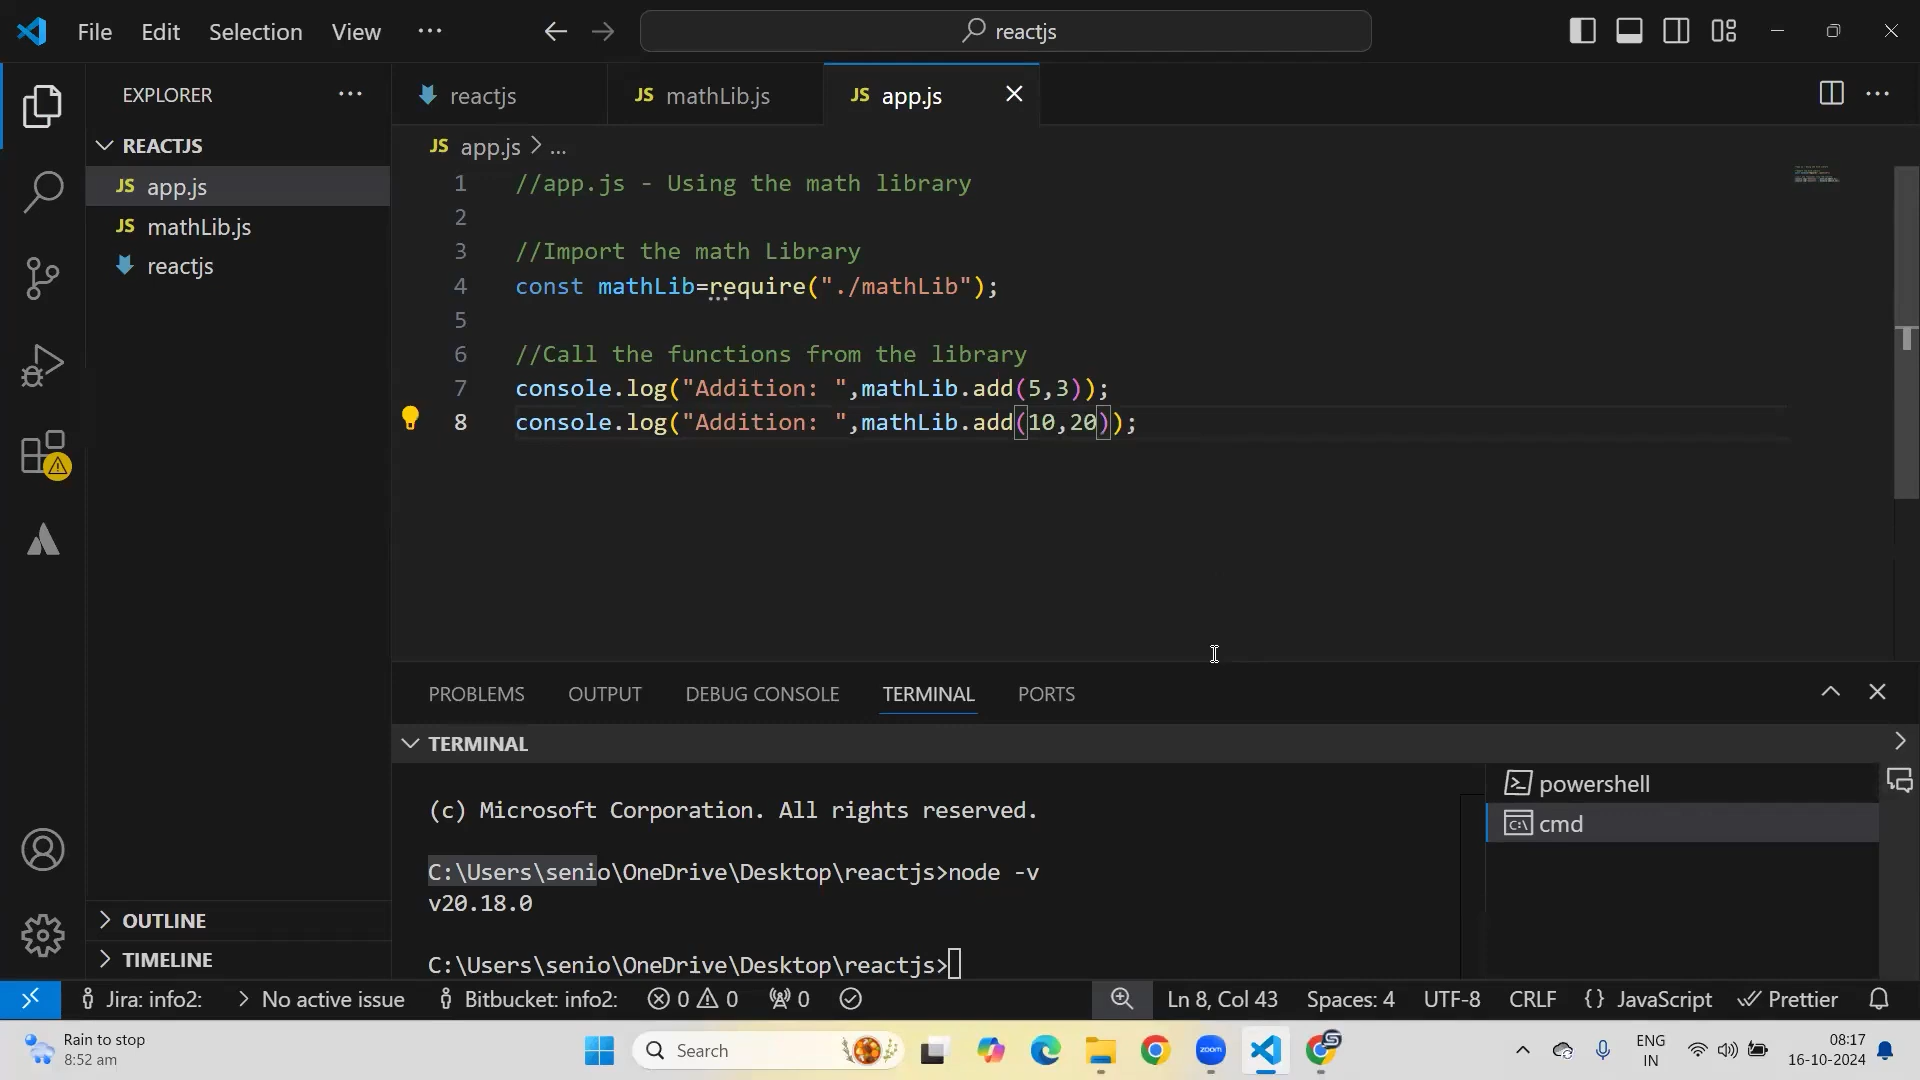 File Edit Selection View ... reactjs
EXPLORER ...
REACTJS
JS app.js
JS mathLib.js
reactjs
OUTLINE
TIMELINE
reactjs JS mathLib.js JS app.js
JS app.js > ...
1 //app.js - Using the math library
2
3 //Import the math Library
4 const mathLib=require("./mathLib");
5
6 //Call the functions from the library
7 console.log("Addition: ",mathLib.add(5,3));
8 console.log("Addition: ",mathLib.add(10,20));
PROBLEMS OUTPUT DEBUG CONSOLE TERMINAL PORTS
TERMINAL
(c) Microsoft Corporation. All rights reserved.
C:\Users\senio\OneDrive\Desktop\reactjs>node -v
v20.18.0
C:\Users\senio\OneDrive\Desktop\reactjs>
powershell
cmd
Jira: info2: No active issue Bitbucket: info2: 0 0 0 Ln 8, Col 43 Spaces: 4 UTF-8 CRLF {} JavaScript Prettier
Rain to stop
8:52 am
Search
zoom
ENG
IN
08:17
16-10-2024